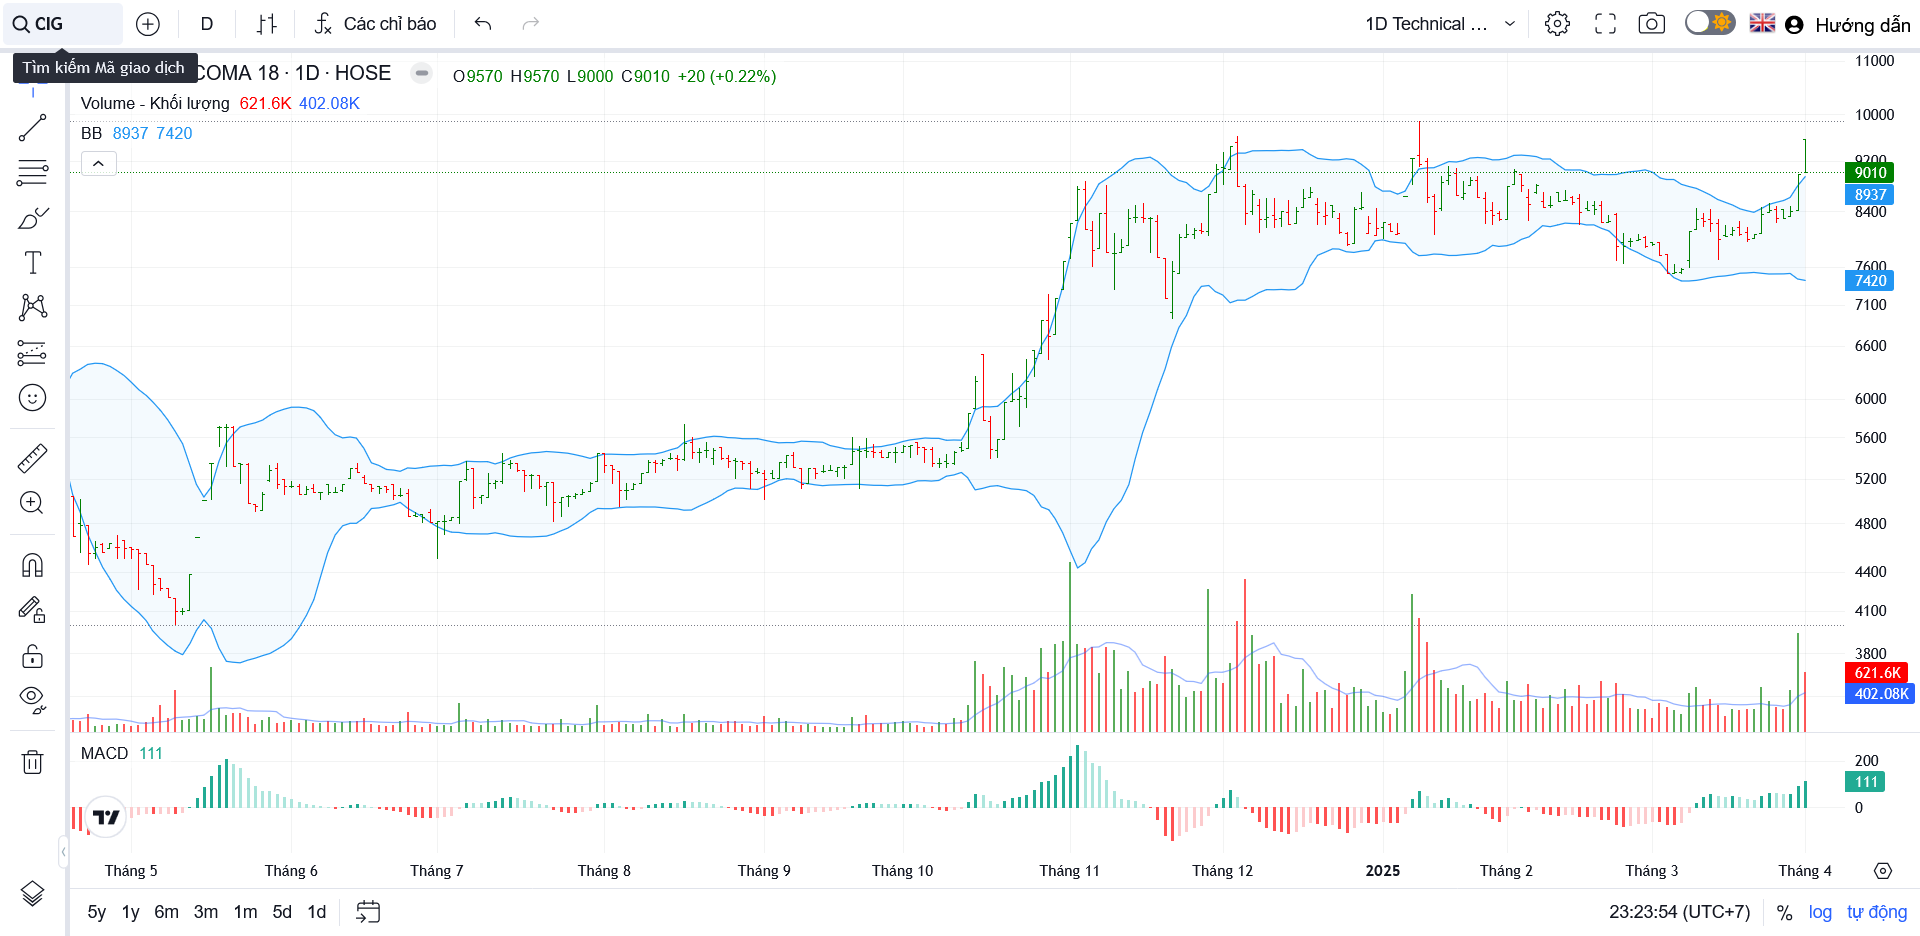 CIG
D
Các chỉ báo
1D Technical ...
Hướng dẫn
Tìm kiếm Mã giao dịch
COMA 18 · 1D · HOSE
O9570 H9570 L9000 C9010 +20 (+0.22%)
Volume - Khối lượng 621.6K 402.08K
BB 8937 7420
11000
10000
9200
9010
8937
8400
7600
7420
7100
6600
6000
5600
5200
4800
4400
4100
3800
621.6K
402.08K
MACD 111
200
111
0
Tháng 5 Tháng 6 Tháng 7 Tháng 8 Tháng 9 Tháng 10 Tháng 11 Tháng 12 2025 Tháng 2 Tháng 3 Tháng 4
5y 1y 6m 3m 1m 5d 1d
23:23:54 (UTC+7) % log tự động